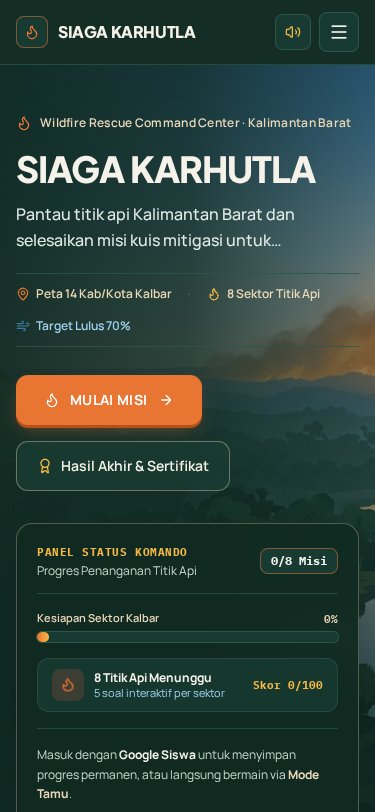 SIAGA KARHUTLA
Wildfire Rescue Command Center · Kalimantan Barat
SIAGA KARHUTLA
Pantau titik api Kalimantan Barat dan
selesaikan misi kuis mitigasi untuk...
Peta 14 Kab/Kota Kalbar · 8 Sektor Titik Api
Target Lulus 70%
MULAI MISI →
Hasil Akhir & Sertifikat
PANEL STATUS KOMANDO
0/8 Misi
Progres Penanganan Titik Api
Kesiapan Sektor Kalbar 0%
8 Titik Api Menunggu
5 soal interaktif per sektor
Skor 0/100
Masuk dengan Google Siswa untuk menyimpan
progres permanen, atau langsung bermain via Mode
Tamu.